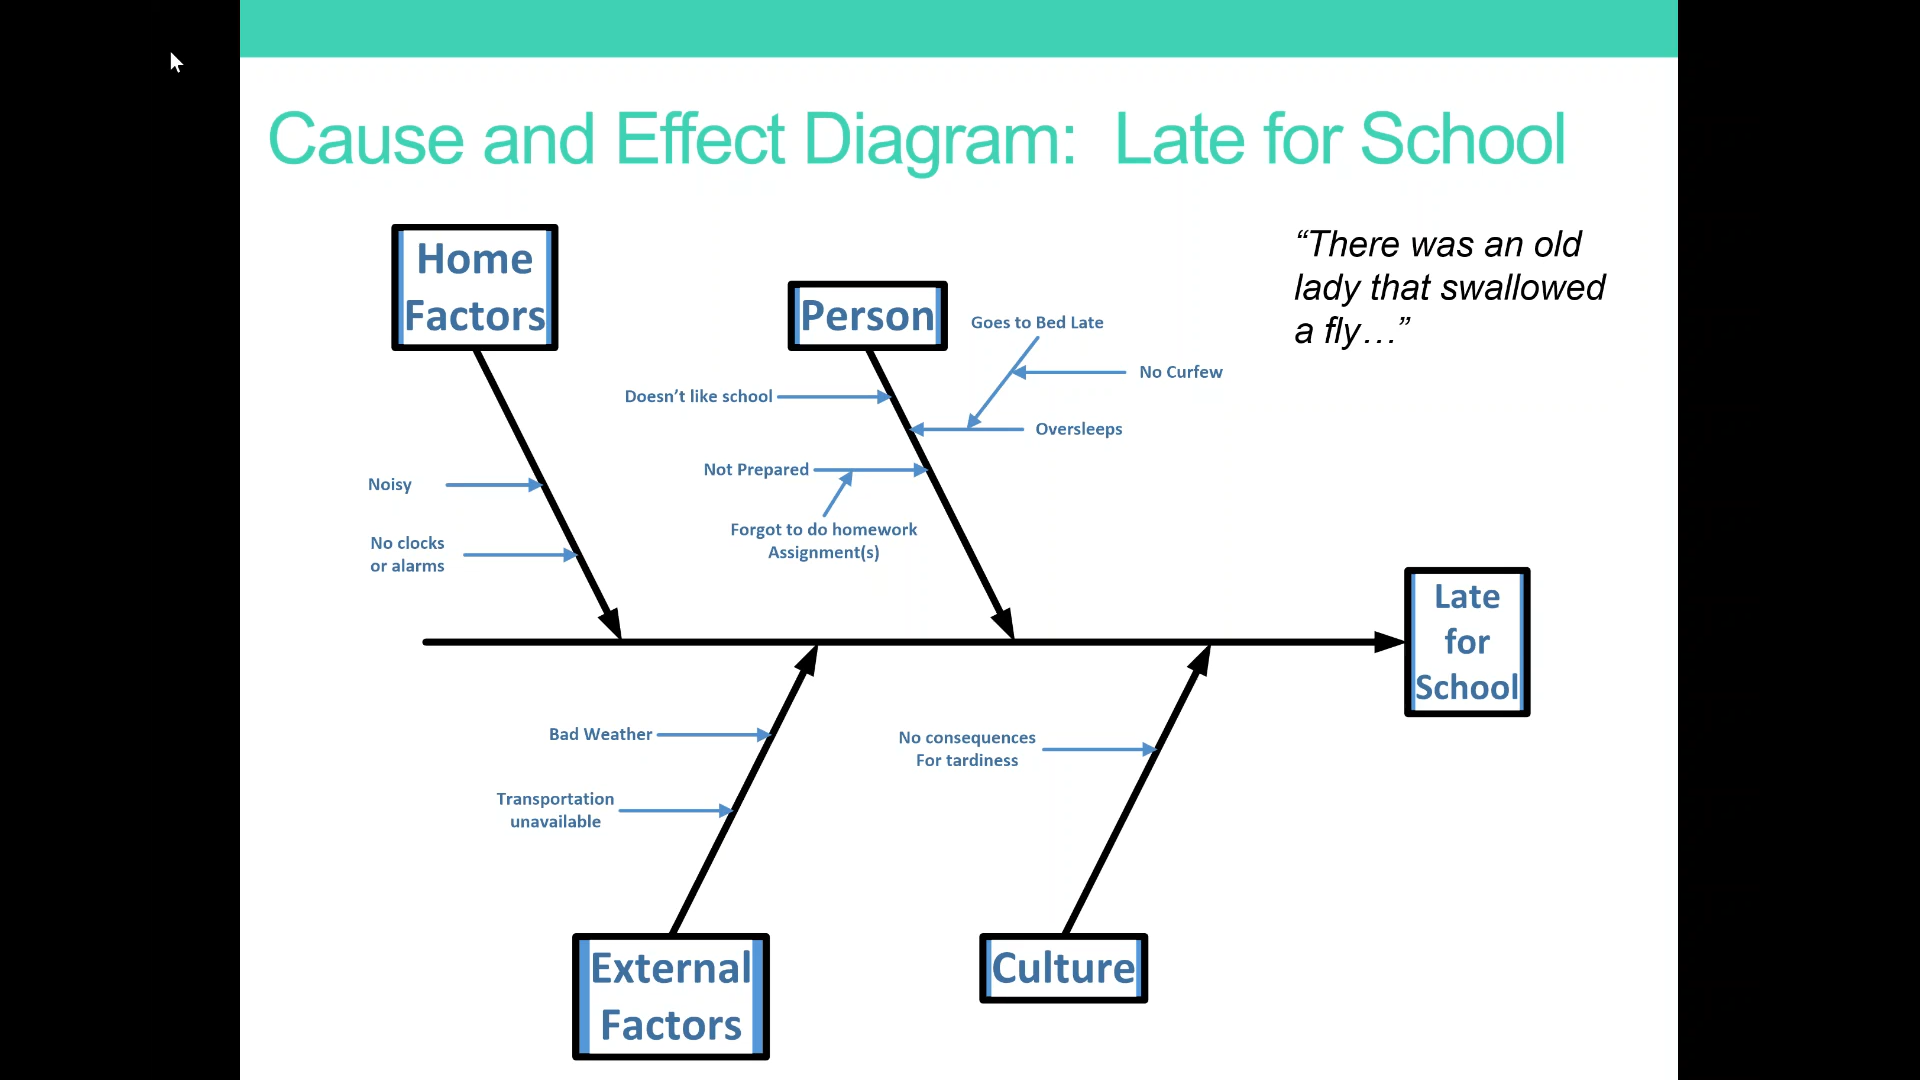 Cause and Effect Diagram: Late for School
Home
Factors
Person
“There was an old
lady that swallowed
a fly…”
Goes to Bed Late
No Curfew
Doesn’t like school
Oversleeps
Not Prepared
Noisy
Forgot to do homework
Assignment(s)
No clocks
or alarms
Late
for
School
Bad Weather
No consequences
For tardiness
Transportation
unavailable
External
Factors
Culture